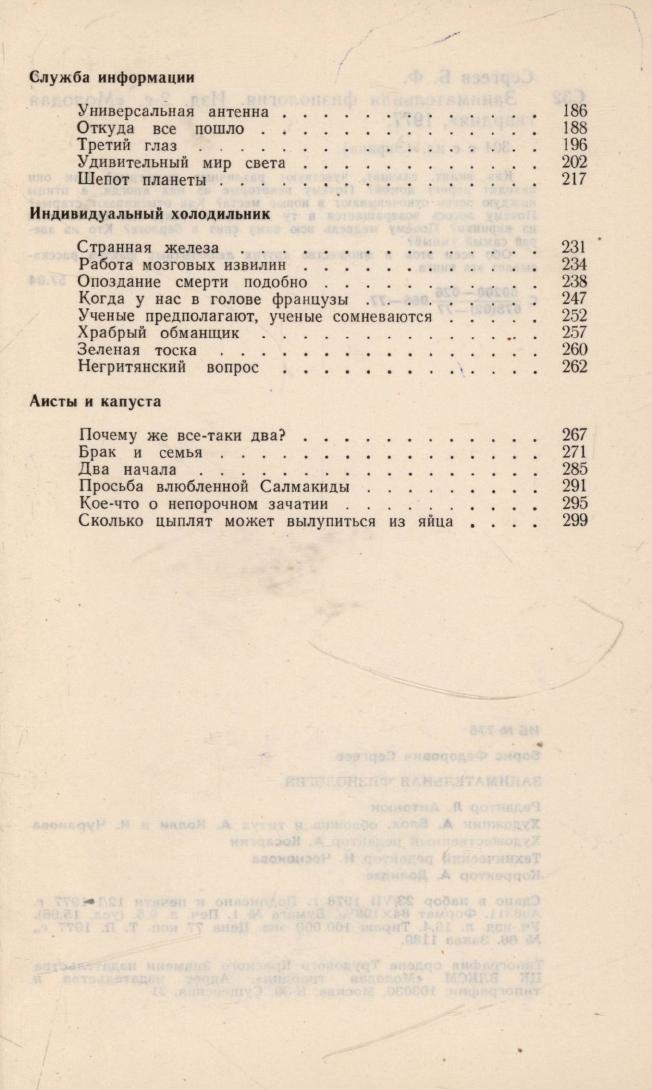 Служба информации
Универсальная антенна . . . . . . . . . . . . . 186
Откуда все пошло . . . . . . . . . . . . . . 188
Третий глаз . . . . . . . . . . . . . . . . . 196
Удивительный мир света . . . . . . . . . . . . 202
Шепот планеты . . . . . . . . . . . . . . . . 217
Индивидуальный холодильник
Странная железа . . . . . . . . . . . . . . . 231
Работа мозговых извилин . . . . . . . . . . . . 234
Опоздание смерти подобно . . . . . . . . . . . 238
Когда у нас в голове французы . . . . . . . . . 247
Ученые предполагают, ученые сомневаются . . . . . 252
Храбрый обманщик . . . . . . . . . . . . . . 257
Зеленая тоска . . . . . . . . . . . . . . . . 260
Негритянский вопрос . . . . . . . . . . . . . 262
Аисты и капуста
Почему же все-таки два? . . . . . . . . . . . . 267
Брак и семья . . . . . . . . . . . . . . . . 271
Два начала . . . . . . . . . . . . . . . . . 285
Просьба влюбленной Салмакиды . . . . . . . . . 291
Кое-что о непорочном зачатии . . . . . . . . . . 295
Сколько цыплят может вылупиться из яйца . . . . 299